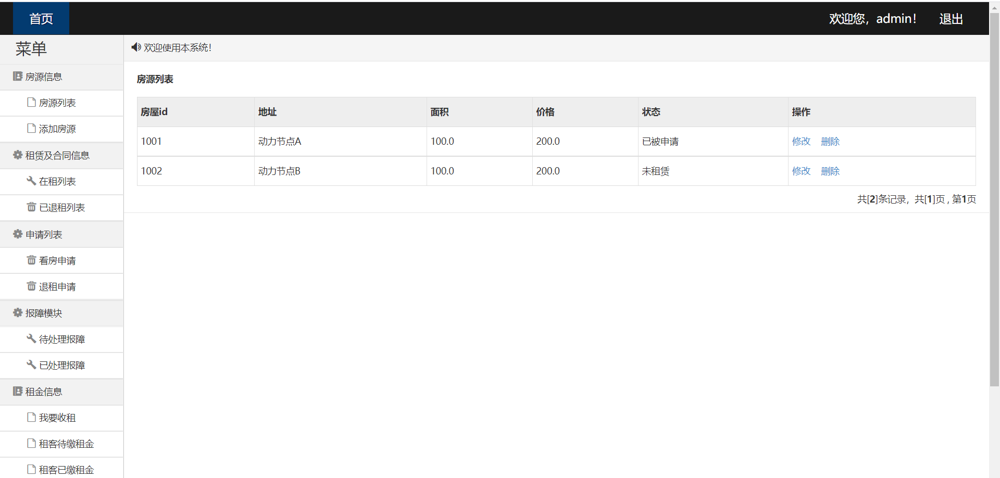 首页
欢迎您，admin！
退出
菜单
房源信息
房源列表
添加房源
租赁及合同信息
在租列表
已退租列表
申请列表
看房申请
退租申请
报障模块
待处理报障
已处理报障
租金信息
我要收租
租客待缴租金
租客已缴租金
欢迎使用本系统！
房源列表
房屋id 地址 面积 价格 状态 操作
1001 动力节点A 100.0 200.0 已被申请 修改 删除
1002 动力节点B 100.0 200.0 未租赁 修改 删除
共[2]条记录，共[1]页 , 第1页